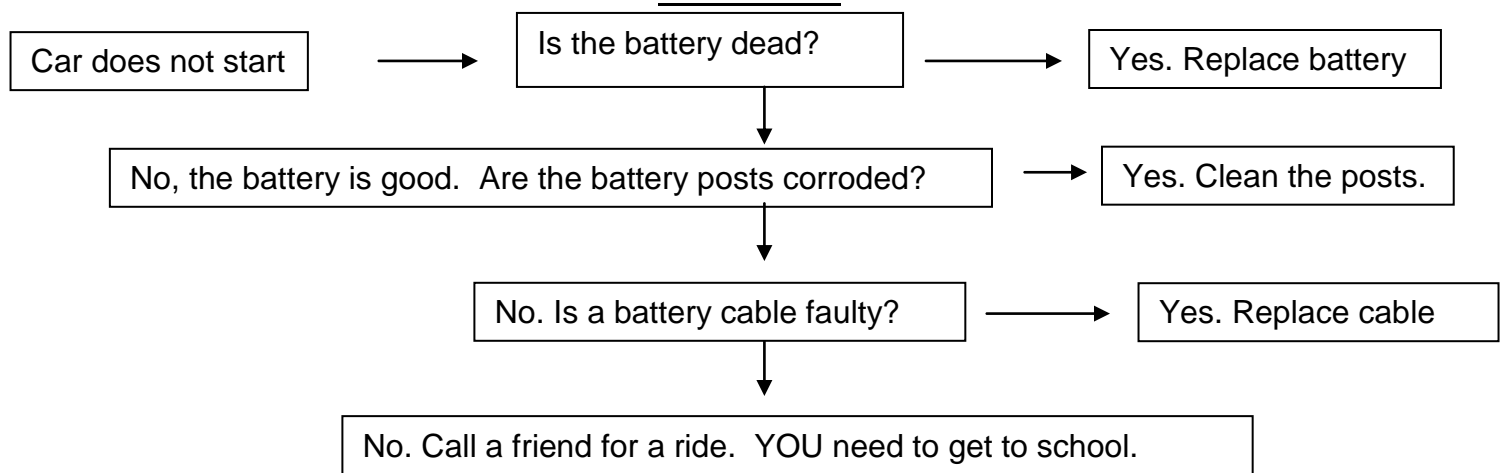 Car does not start
Is the battery dead?
Yes. Replace battery
No, the battery is good.  Are the battery posts corroded?
Yes. Clean the posts.
No. Is a battery cable faulty?
Yes. Replace cable
No. Call a friend for a ride.  YOU need to get to school.